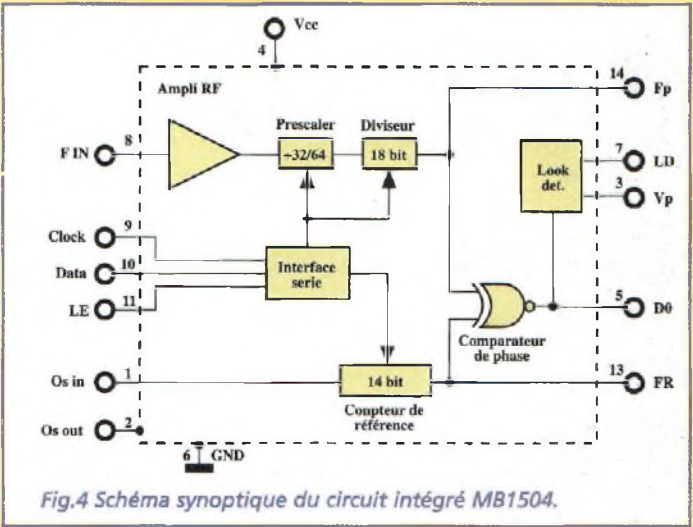 Vcc
4
Ampli RF
14
Fp
Prescaler
Diviseur
8
F IN
÷32/64
18 bit
7
LD
Look
det.
3
Vp
9
Clock
10
Data
Interface
serie
11
LE
5
D0
Comparateur
de phase
1
Os in
14 bit
13
FR
Compteur de
référence
2
Os out
6
GND
Fig.4 Schéma synoptique du circuit intégré MB1504.